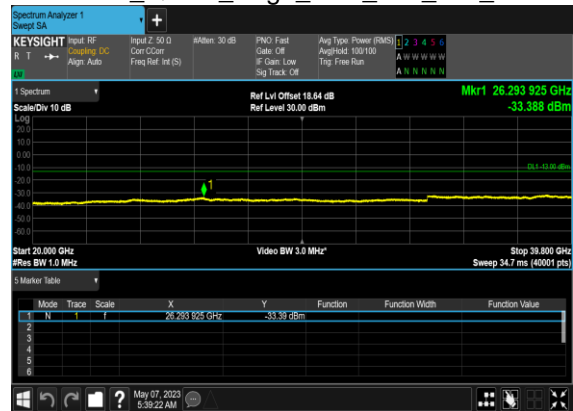 Spectrum Analyzer 1
Swept SA
+
KEYSIGHT Input: RF Input Z: 50 Ω #Atten: 30 dB PNO: Fast Avg Type: Power (RMS) 1 2 3 4 5 6
R T Coupling: DC Corr CCorr Gate: Off Avg|Hold: 100/100 A W W W W W
Align: Auto Freq Ref: Int (S) IF Gain: Low Trig: Free Run
LXI Sig Track: Off A N N N N N
1 Spectrum Ref Lvl Offset 18.64 dB Mkr1 26.293 925 GHz
Scale/Div 10 dB Ref Level 30.00 dBm -33.388 dBm
Log
20.0
10.0
0.00
-10.0
DL1 -13.00 dBm
-20.0
1
-30.0
-40.0
-50.0
-60.0
Start 20.000 GHz Video BW 3.0 MHz* Stop 39.800 GHz
#Res BW 1.0 MHz Sweep 34.7 ms (40001 pts)
5 Marker Table
Mode Trace Scale X Y Function Function Width Function Value
1 N 1 f 26.293 925 GHz -33.39 dBm
2
3
4
5
6
? May 07, 2023
5:39:22 AM